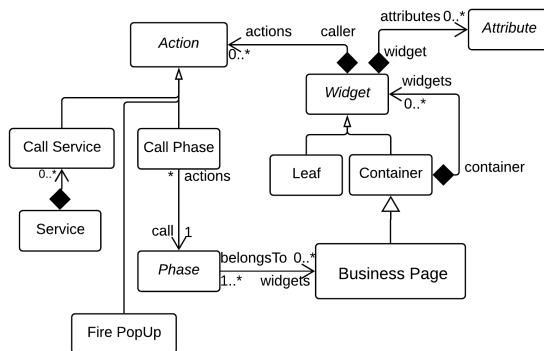 attributes 0..*
Attribute
actions
caller
Action
0..*
widget
Widget
widgets
0..*
Call Service
Call Phase
Leaf
Container
container
0..*
* actions
Service
call 1
Phase
belongsTo 0..*
1..* widgets
Business Page
Fire PopUp